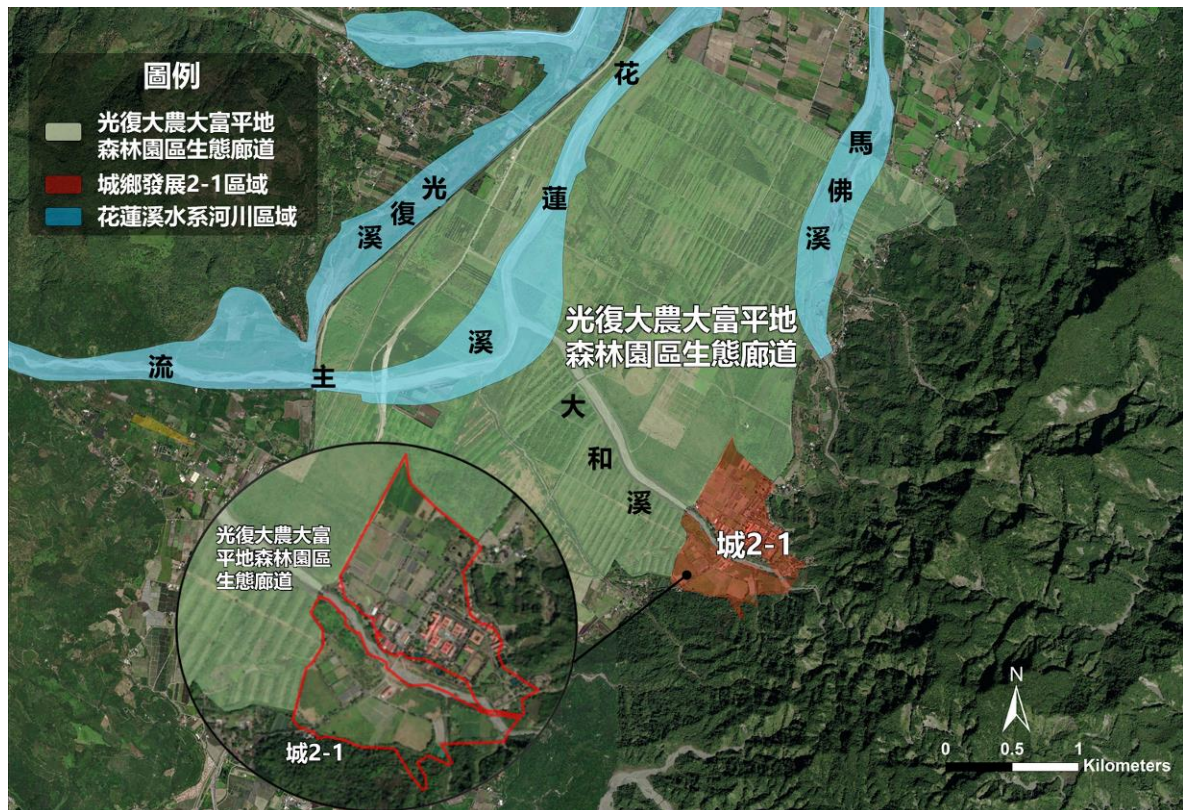 圖例
光復大農大富平地
森林園區生態廊道
城鄉發展2-1區域
花蓮溪水系河川區域
光
復
溪
花
蓮
溪
主
流
馬
佛
溪
光復大農大富平地
森林園區生態廊道
大
和
溪
城2-1
光復大農大富
平地森林園區
生態廊道
城2-1
N
0 0.5 1
Kilometers